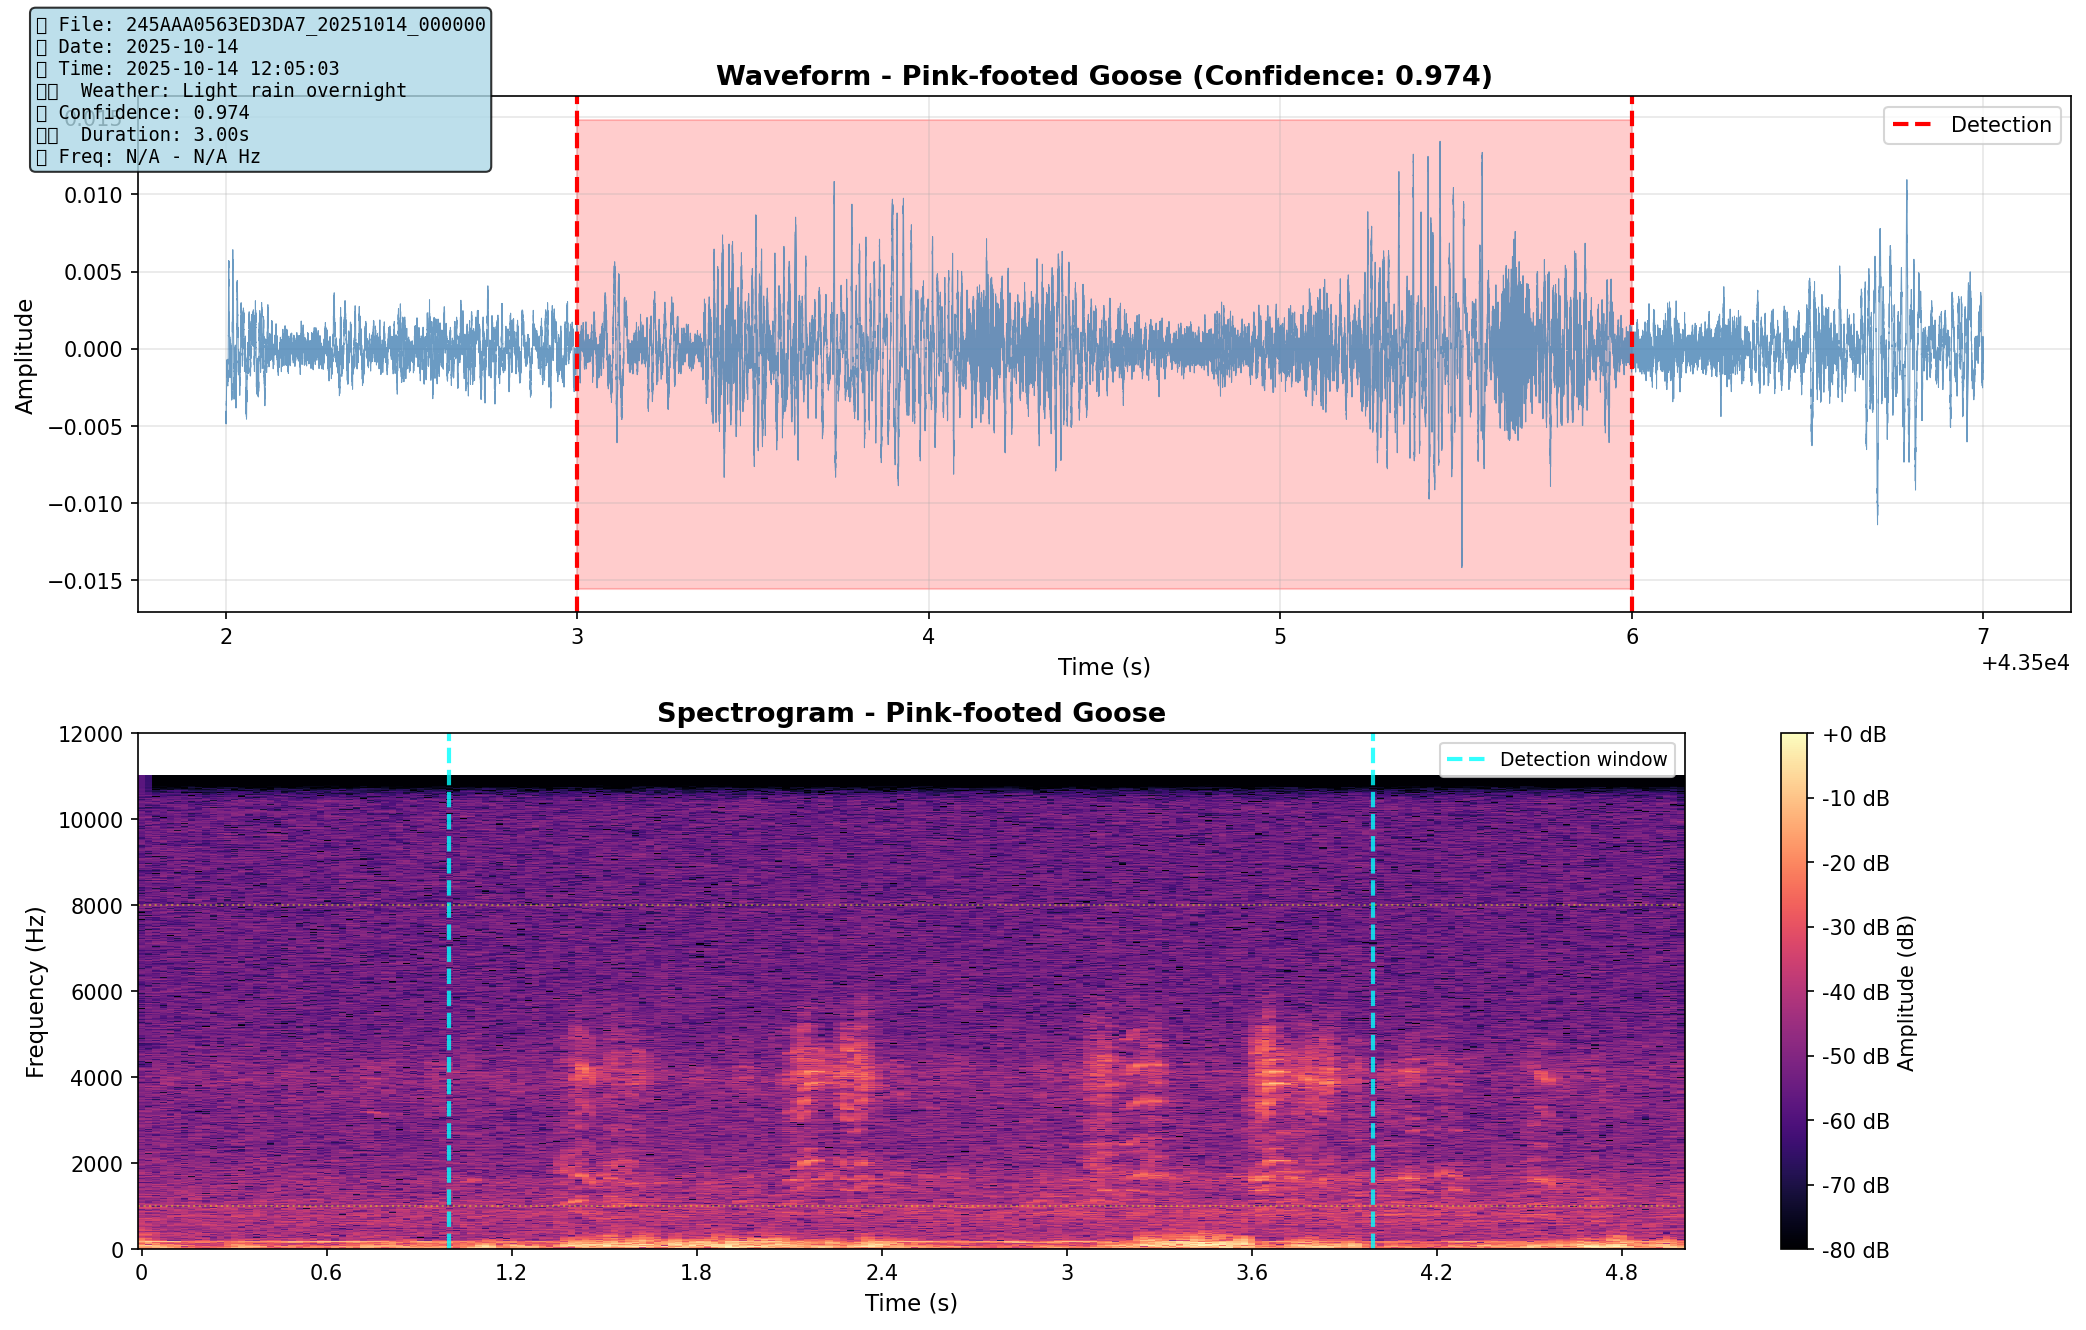 File: 245AAA0563ED3DA7_20251014_000000
Date: 2025-10-14
Time: 2025-10-14 12:05:03
Weather: Light rain overnight
Confidence: 0.974
Duration: 3.00s
Freq: N/A - N/A Hz
Waveform - Pink-footed Goose (Confidence: 0.974)
Detection
Amplitude
0.015
0.010
0.005
0.000
−0.005
−0.010
−0.015
2
3
4
5
6
7
Time (s)
+4.35e4
Spectrogram - Pink-footed Goose
Detection window
Frequency (Hz)
12000
10000
8000
6000
4000
2000
0
0
0.6
1.2
1.8
2.4
3
3.6
4.2
4.8
Time (s)
+0 dB
-10 dB
-20 dB
-30 dB
-40 dB
-50 dB
-60 dB
-70 dB
-80 dB
Amplitude (dB)